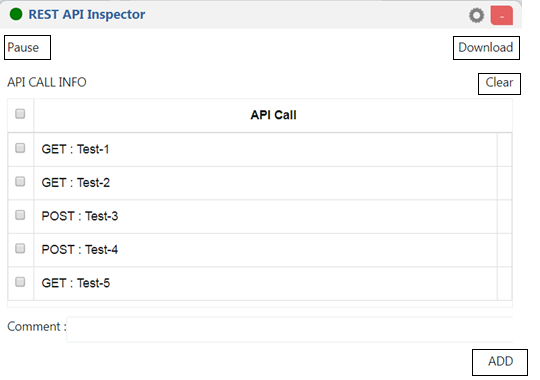 REST API Inspector
-
Pause
Download
API CALL INFO
Clear
API Call
GET : Test-1
GET : Test-2
POST : Test-3
POST : Test-4
GET : Test-5
Comment :
ADD